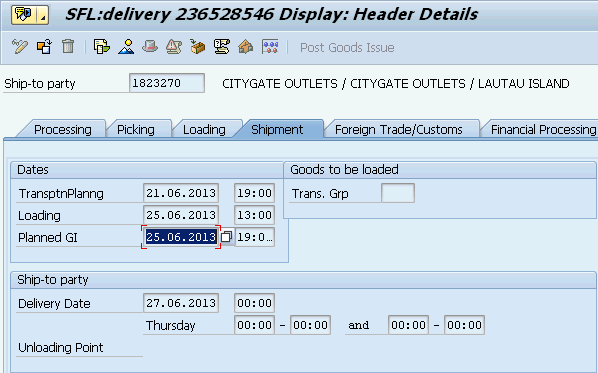 SFL:delivery 236528546 Display: Header Details
Post Goods Issue
Ship-to party 1823270 CITYGATE OUTLETS / CITYGATE OUTLETS / LAUTAU ISLAND
Processing Picking Loading Shipment Foreign Trade/Customs Financial Processing
Dates Goods to be loaded
TransptnPlanng 21.06.2013 19:00 Trans. Grp
Loading 25.06.2013 13:00
Planned GI 25.06.2013 19:0..
Ship-to party
Delivery Date 27.06.2013 00:00
Thursday 00:00 - 00:00 and 00:00 - 00:00
Unloading Point